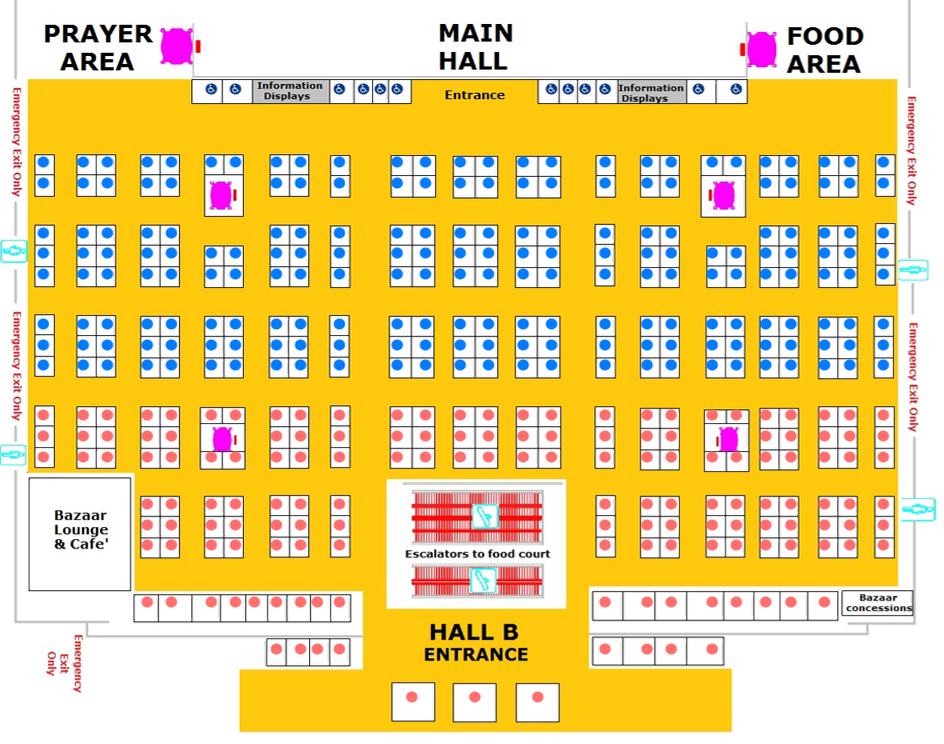 PRAYER
AREA
MAIN
HALL
FOOD
AREA
Information
Displays
Entrance
Information
Displays
Emergency Exit Only
Emergency Exit Only
Emergency Exit Only
Emergency Exit Only
Bazaar
Lounge
& Cafe'
Escalators to food court
Bazaar
concessions
HALL B
ENTRANCE
Emergency
Exit
Only